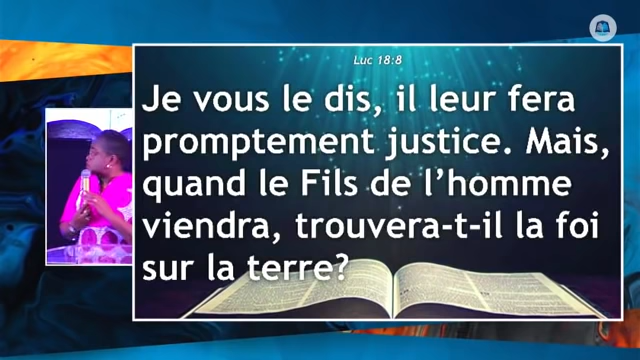 Luc 18:8
Je vous le dis, il leur fera
promptement justice. Mais,
quand le Fils de l’homme
viendra, trouvera-t-il la foi
sur la terre?